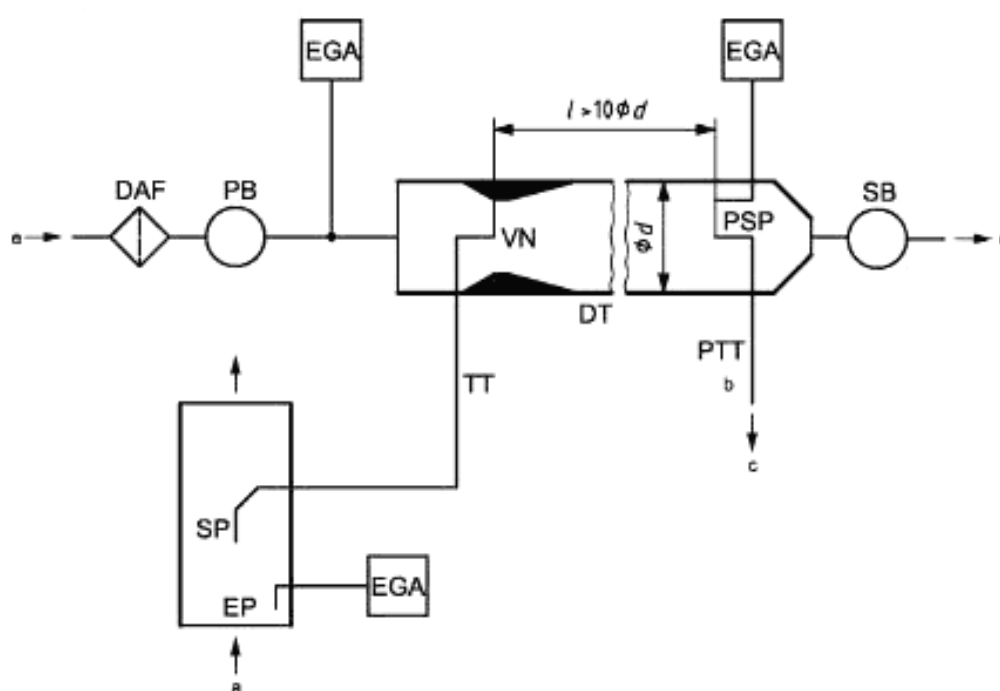 EGA
EGA
l > 10 Φ d
DAF
PB
SB
VN
Φ d
PSP
DT
PTT
TT
b
c
SP
EGA
EP
a